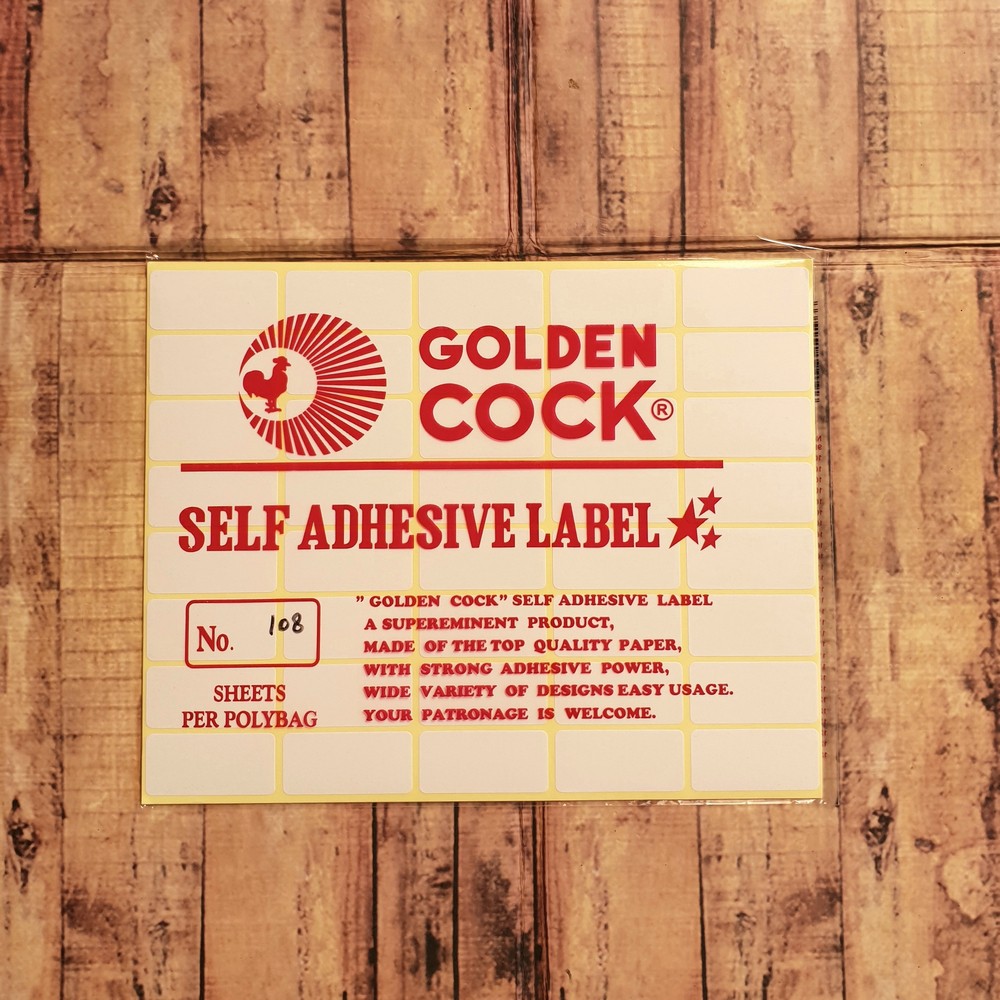 GOLDEN
COCK®
SELF ADHESIVE LABEL
No. 108
SHEETS
PER POLYBAG
" GOLDEN COCK" SELF ADHESIVE LABEL
A SUPEREMINENT PRODUCT,
MADE OF THE TOP QUALITY PAPER,
WITH STRONG ADHESIVE POWER,
WIDE VARIETY OF DESIGNS EASY USAGE.
YOUR PATRONAGE IS WELCOME.